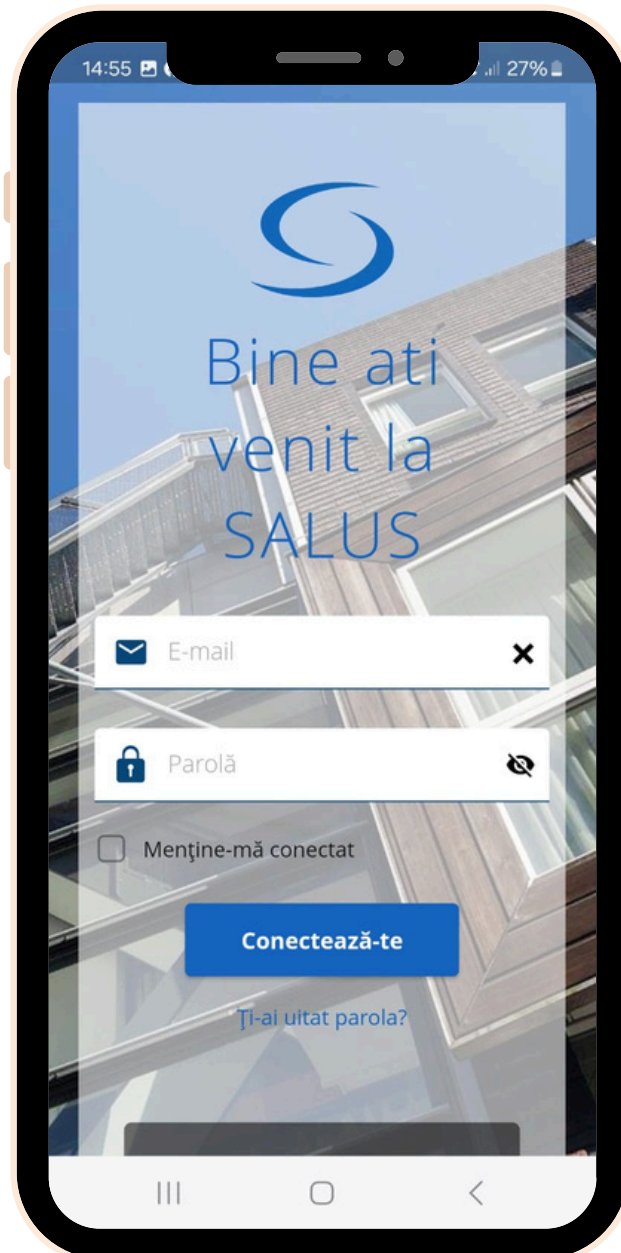 14:55
27%
Bine ati
venit la
SALUS
E-mail
Parolă
Menţine-mă conectat
Conectează-te
Ţi-ai uitat parola?